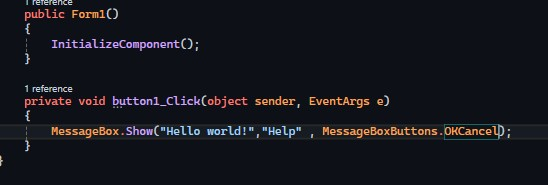 1 reference
public Form1()
{
InitializeComponent();
}
1 reference
private void button1_Click(object sender, EventArgs e)
{
MessageBox.Show("Hello world!","Help" , MessageBoxButtons.OKCancel);
}
}